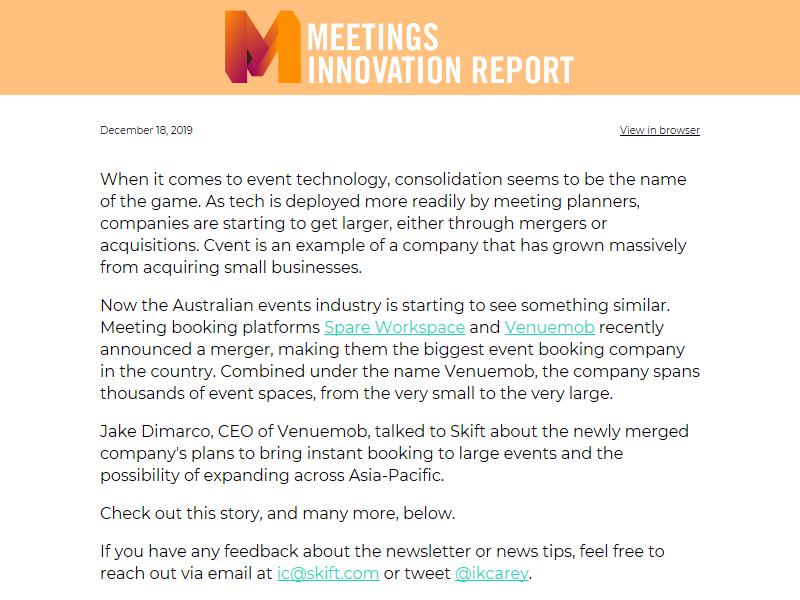 MEETINGS
INNOVATION REPORT
December 18, 2019
View in browser
When it comes to event technology, consolidation seems to be the name
of the game. As tech is deployed more readily by meeting planners,
companies are starting to get larger, either through mergers or
acquisitions. Cvent is an example of a company that has grown massively
from acquiring small businesses.
Now the Australian events industry is starting to see something similar.
Meeting booking platforms Spare Workspace and Venuemob recently
announced a merger, making them the biggest event booking company
in the country. Combined under the name Venuemob, the company spans
thousands of event spaces, from the very small to the very large.
Jake Dimarco, CEO of Venuemob, talked to Skift about the newly merged
company's plans to bring instant booking to large events and the
possibility of expanding across Asia-Pacific.
Check out this story, and many more, below.
If you have any feedback about the newsletter or news tips, feel free to
reach out via email at ic@skift.com or tweet @ikcarey.